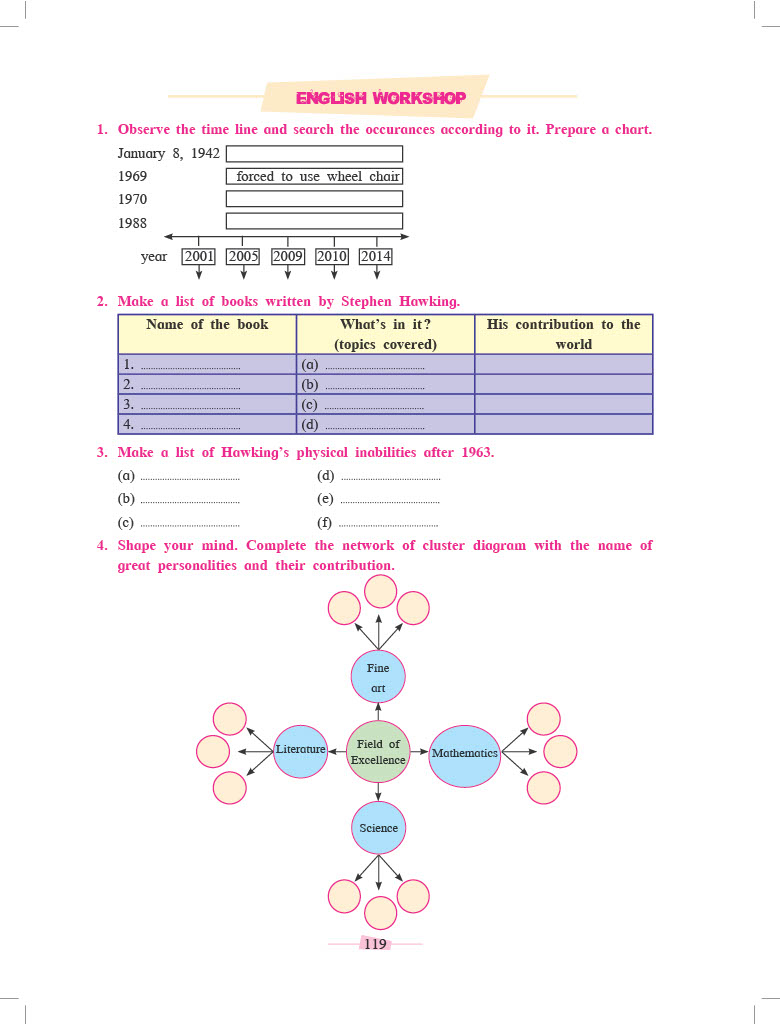 ENGLISH WORKSHOP
1. Observe the time line and search the occurances according to it. Prepare a chart.
January 8, 1942
1969 forced to use wheel chair
1970
1988
year 2001 2005 2009 2010 2014
2. Make a list of books written by Stephen Hawking.
Name of the book What's in it? His contribution to the
(topics covered) world
1. ........................................ (a) ........................................
2. ........................................ (b) ........................................
3. ........................................ (c) ........................................
4. ........................................ (d) ........................................
3. Make a list of Hawking's physical inabilities after 1963.
(a) ........................................ (d) ........................................
(b) ........................................ (e) ........................................
(c) ........................................ (f) ........................................
4. Shape your mind. Complete the network of cluster diagram with the name of
great personalities and their contribution.
Fine
art
Literature
Field of
Excellence
Mathematics
Science
119